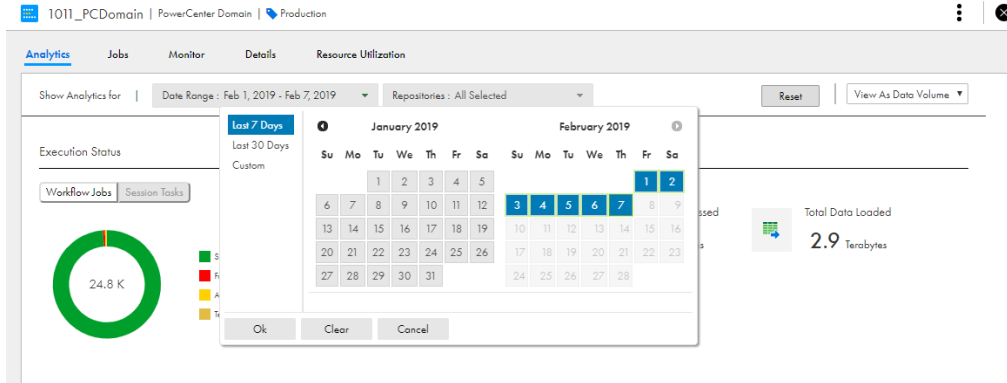 1011_PCDomain | PowerCenter Domain | Production
Analytics Jobs Monitor Details Resource Utilization
Show Analytics for | Date Range : Feb 1, 2019 - Feb 7, 2019 Repositories : All Selected Reset View As Data Volume
Last 7 Days
Last 30 Days
Custom
January 2019
Su Mo Tu We Th Fr Sa
1 2 3 4 5
6 7 8 9 10 11 12
13 14 15 16 17 18 19
20 21 22 23 24 25 26
27 28 29 30 31
February 2019
Su Mo Tu We Th Fr Sa
1 2
3 4 5 6 7 8 9
10 11 12 13 14 15 16
17 18 19 20 21 22 23
24 25 26 27 28
Ok Clear Cancel
Execution Status
Workflow Jobs Session Tasks
24.8 K
Total Data Loaded
2.9 Terabytes